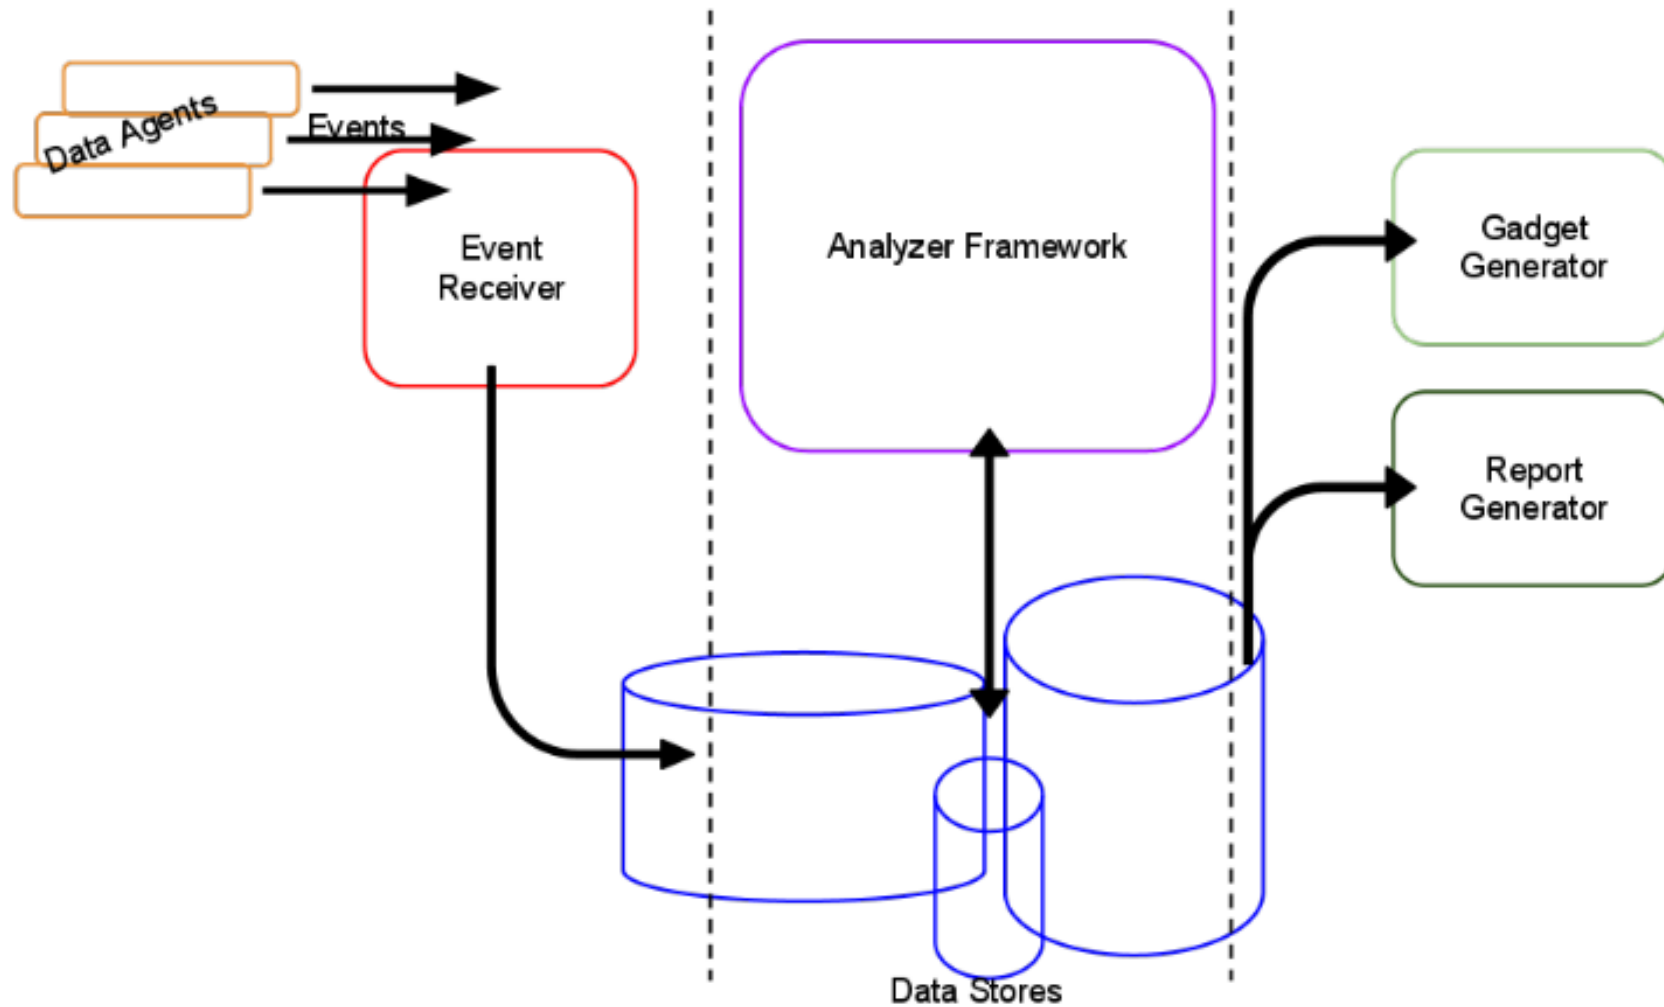 Data Agents
Events
Event
Receiver
Analyzer Framework
Gadget
Generator
Report
Generator
Data Stores